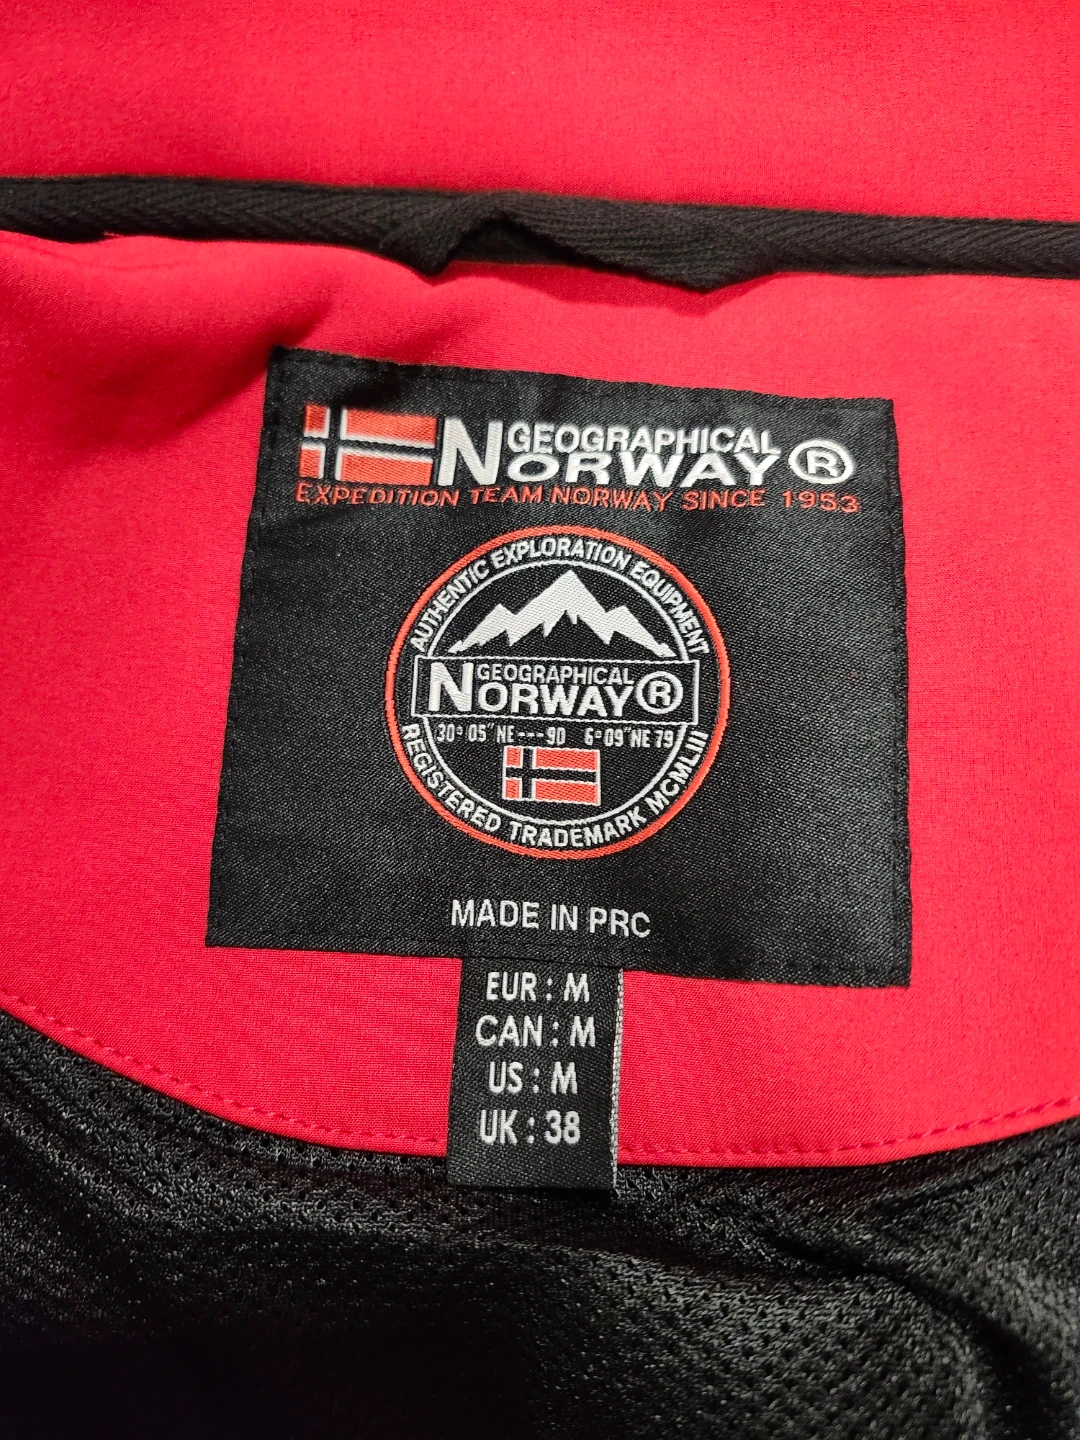 GEOGRAPHICAL
NORWAY ®
EXPEDITION TEAM NORWAY SINCE 1953
AUTHENTIC EXPLORATION EQUIPMENT
GEOGRAPHICAL
NORWAY ®
30° 05" NE --- 9D 6° 09" NE 79
REGISTERED TRADEMARK MCMLIII
MADE IN PRC
EUR : M
CAN : M
US : M
UK : 38